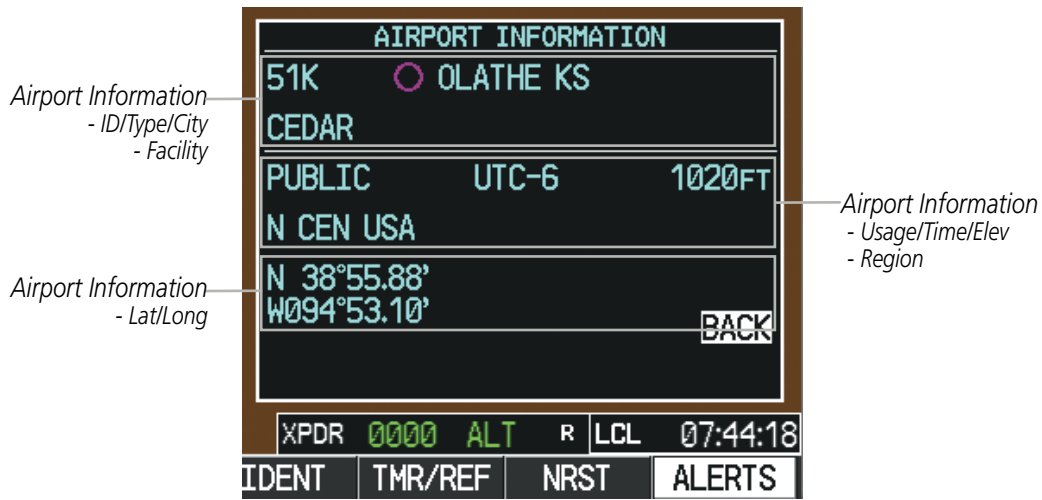 AIRPORT INFORMATION
51K OLATHE KS
CEDAR
Airport Information
- ID/Type/City
- Facility
PUBLIC UTC-6 1020FT
N CEN USA
Airport Information
- Usage/Time/Elev
- Region
N 38°55.88'
W094°53.10'
Airport Information
- Lat/Long
BACK
XPDR 0000 ALT R LCL 07:44:18
IDENT TMR/REF NRST ALERTS